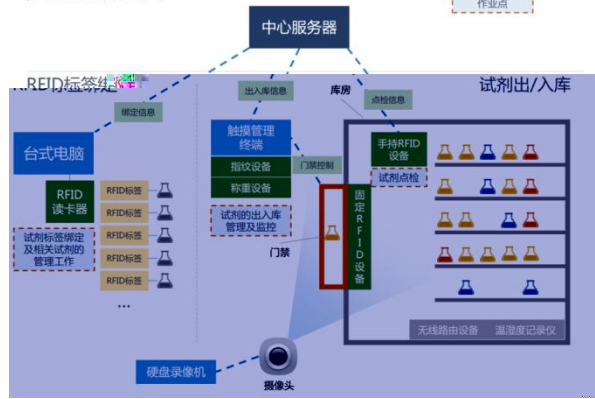 作业点
中心服务器
RFID标签绑定
试剂出/入库
出入库信息
库房
点检信息
绑定信息
台式电脑
触摸管理
终端
指纹设备
称重设备
门禁控制
手持RFID
设备
试剂点检
RFID
读卡器
RFID标签
RFID标签
RFID标签
RFID标签
RFID标签
...
试剂标签绑定
及相关试剂的
管理工作
试剂的出入库
管理及监控
门禁
固定RFID设备
无线路由设备 温湿度记录仪
硬盘录像机
摄像头